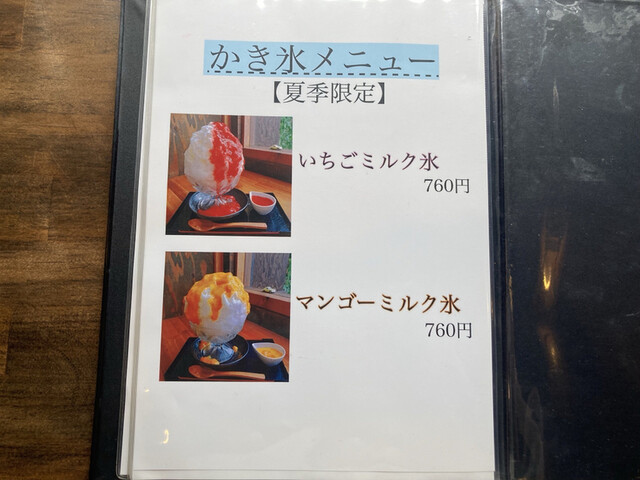 かき氷メニュー
【夏季限定】
いちごミルク氷
760円
マンゴーミルク氷
760円